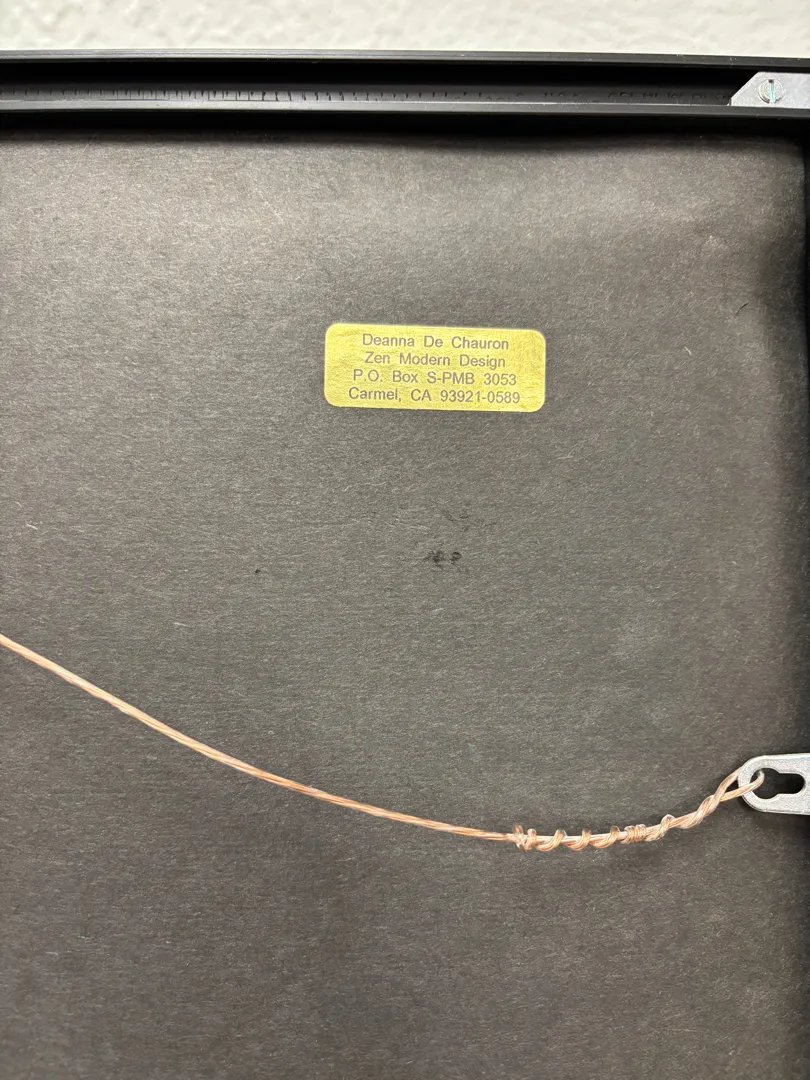 Deanna De Chauron
Zen Modern Design
P.O. Box S-PMB 3053
Carmel, CA 93921-0589